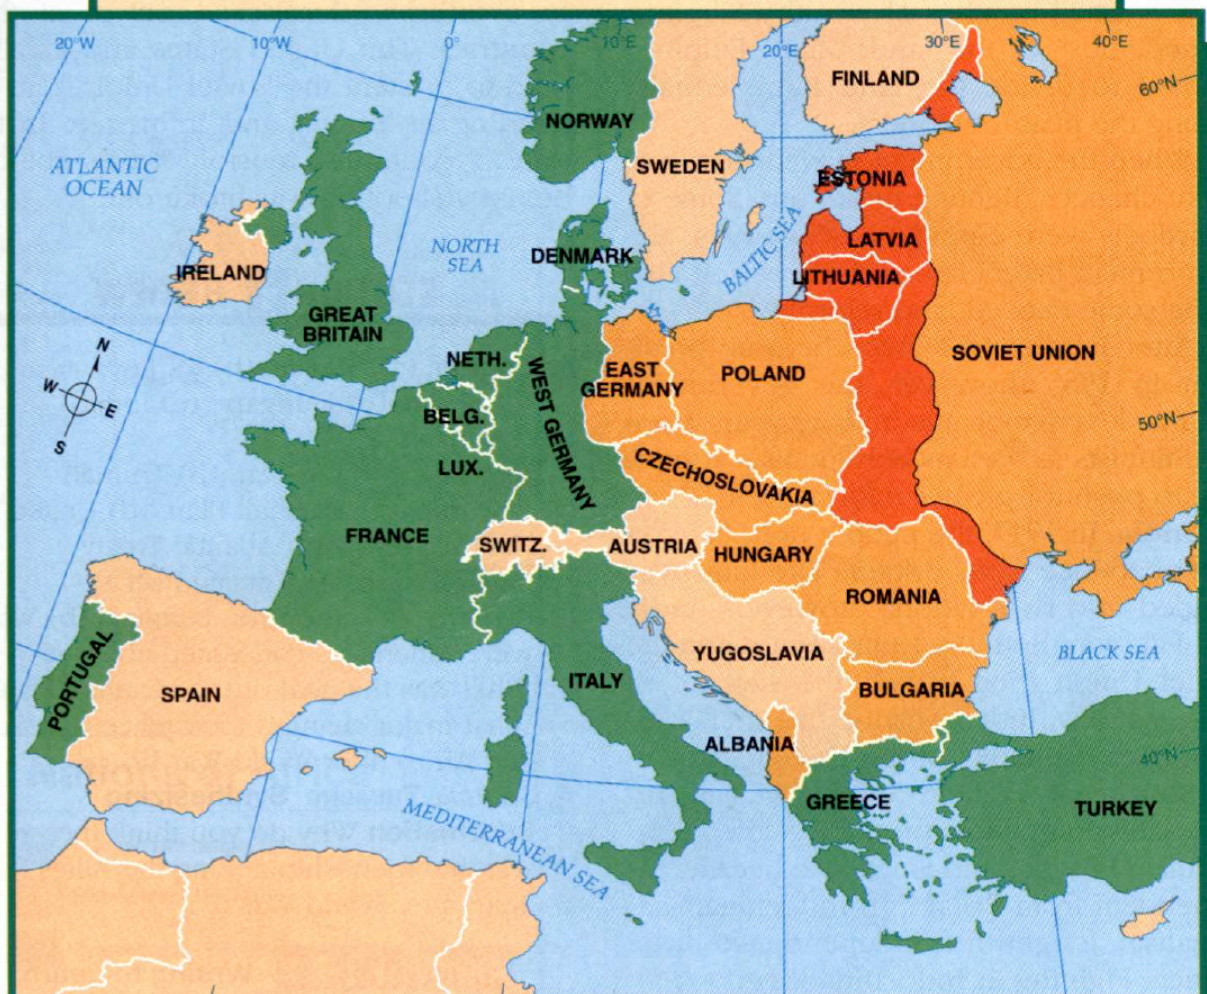 20°W
10°W
0°
10°E
20°E
30°E
40°E
60°N
FINLAND
NORWAY
SWEDEN
ATLANTIC
OCEAN
ESTONIA
NORTH
SEA
DENMARK
BALTIC SEA
LATVIA
IRELAND
LITHUANIA
GREAT
BRITAIN
N
W
E
S
NETH.
WEST GERMANY
EAST
GERMANY
POLAND
SOVIET UNION
BELG.
50°N
LUX.
CZECHOSLOVAKIA
FRANCE
SWITZ.
AUSTRIA
HUNGARY
ROMANIA
PORTUGAL
SPAIN
YUGOSLAVIA
BLACK SEA
ITALY
BULGARIA
ALBANIA
40°N
GREECE
TURKEY
MEDITERRANEAN SEA